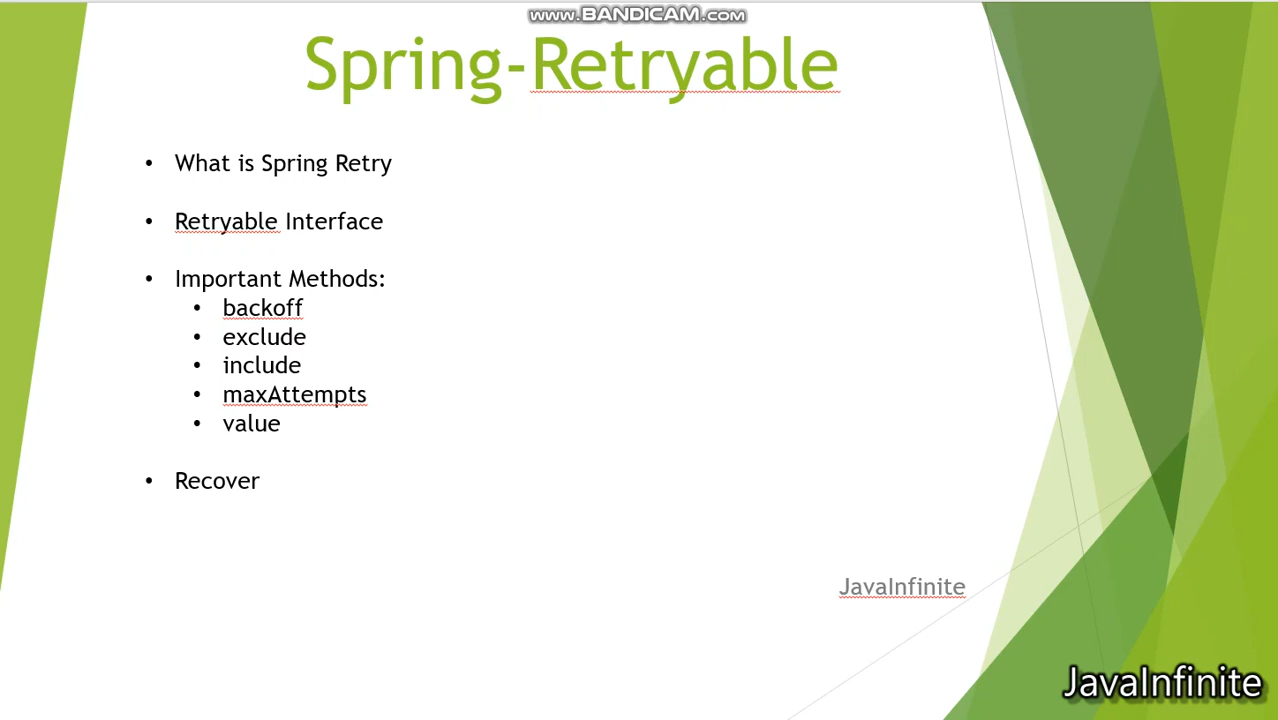 www.BANDICAM.com
Spring-Retryable
• What is Spring Retry
• Retryable Interface
• Important Methods:
• backoff
• exclude
• include
• maxAttempts
• value
• Recover
JavaInfinite
JavaInfinite